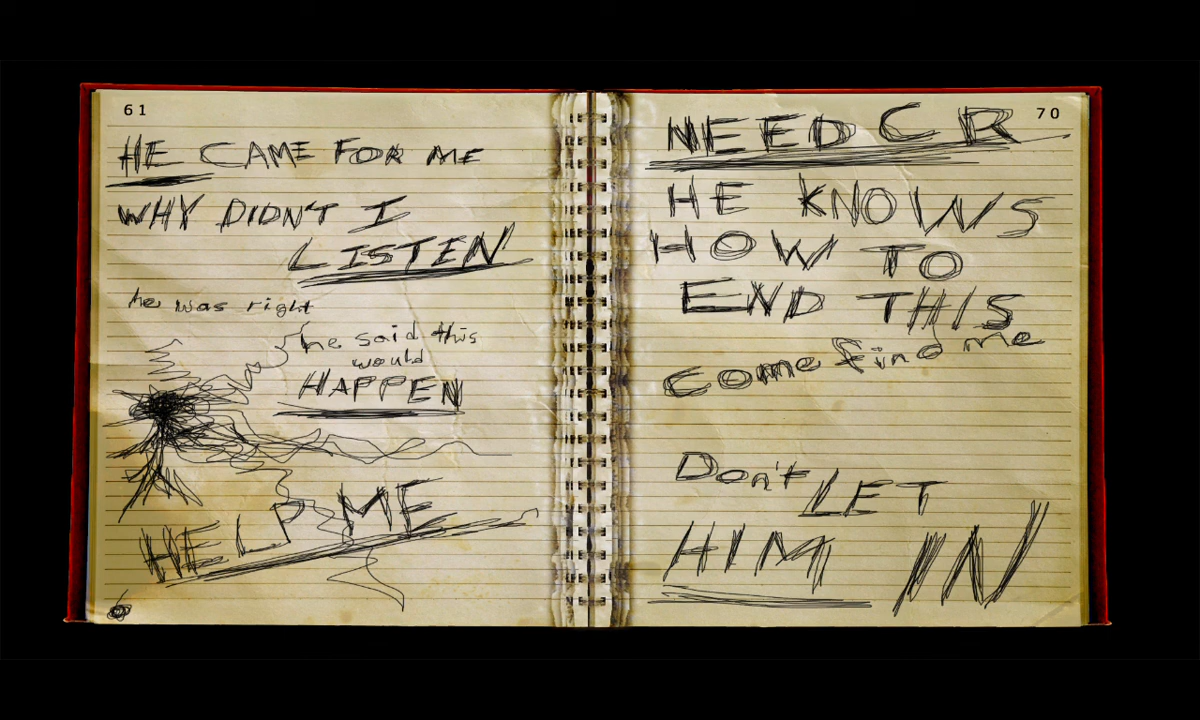 61
HE CAME FOR ME
WHY DIDN'T I
LISTEN
he was right
he said this
would
HAPPEN
HELP ME
70
NEED CR
HE KNOWS
HOW TO
END THIS
Come find me
Don't LET
HIM IN